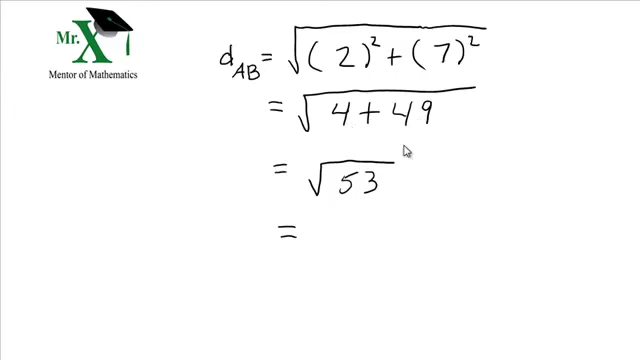 Mr.
X
Mentor of Mathematics
d_AB = √((2)² + (7)²)
= √(4 + 49)
= √53
=